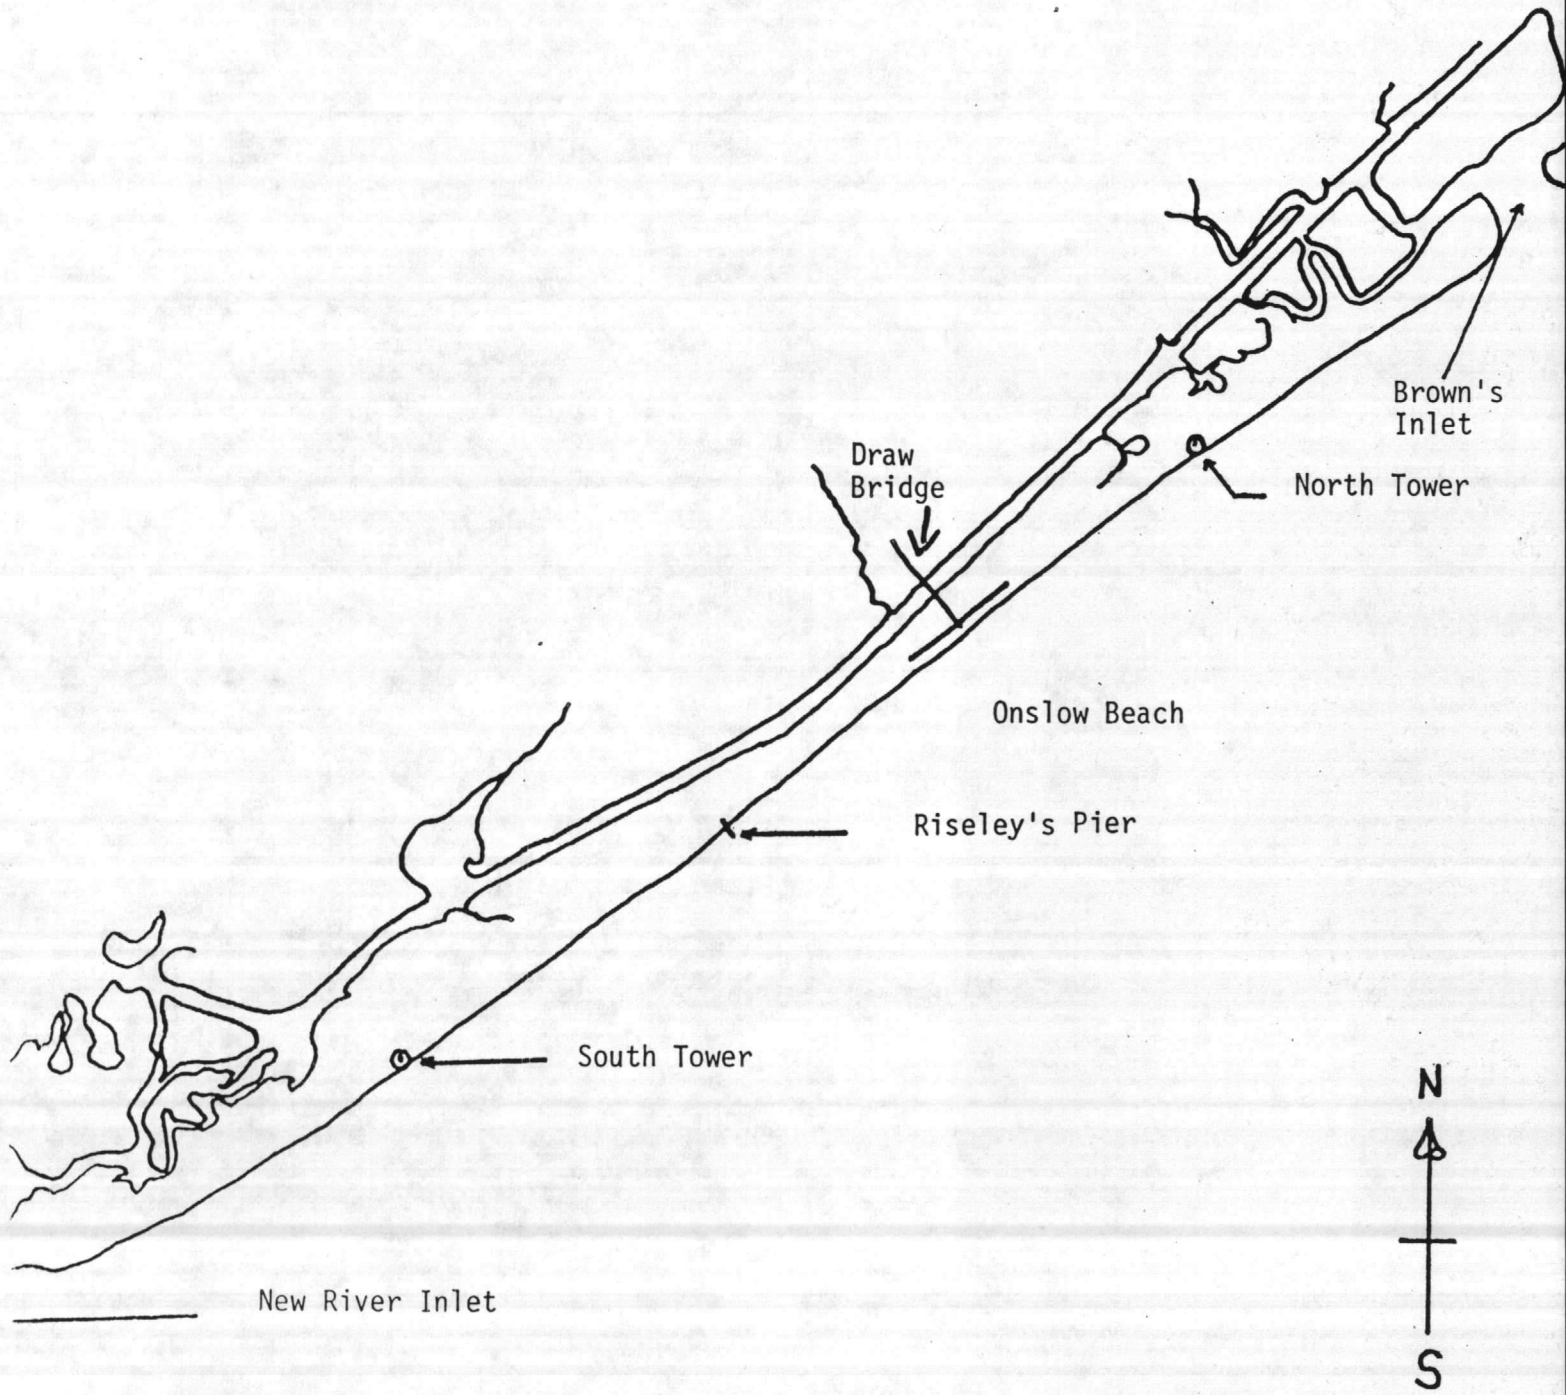 Brown's
Inlet
Draw
Bridge
North Tower
Onslow Beach
Riseley's Pier
South Tower
N
New River Inlet
S